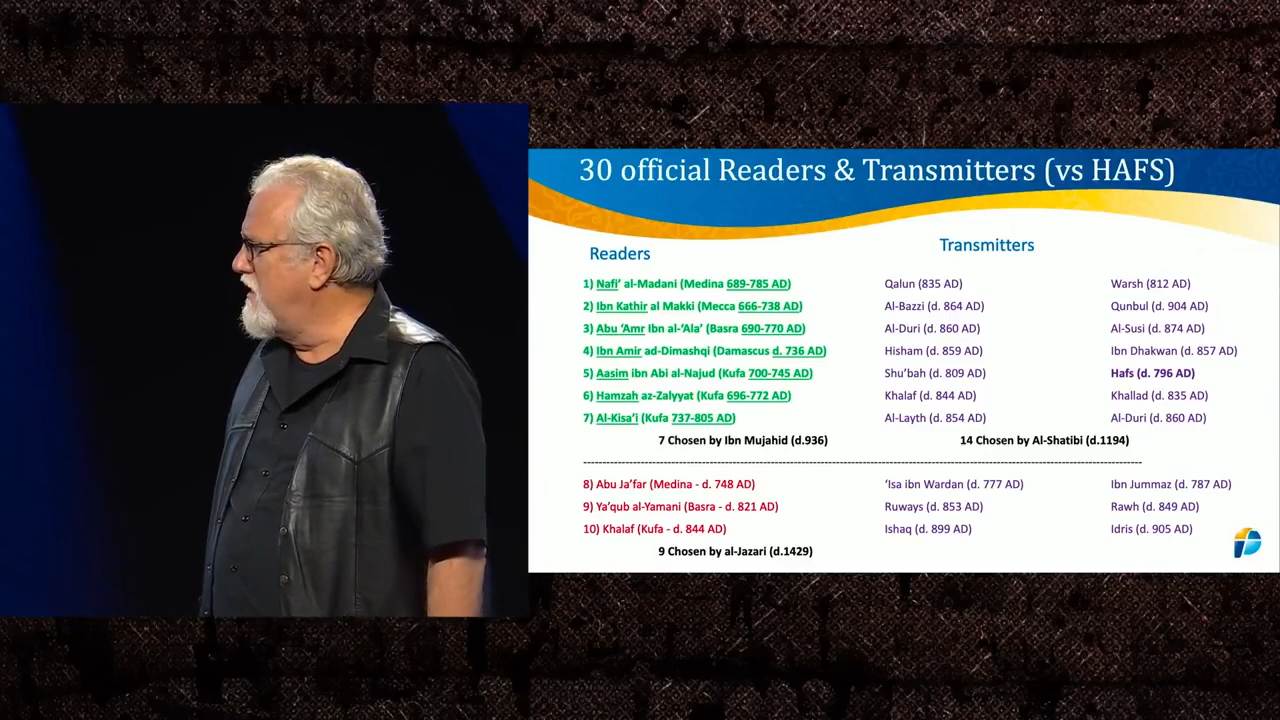 30 official Readers & Transmitters (vs HAFS)
Readers
Transmitters
1) Nafi’ al-Madani (Medina 689-785 AD) Qalun (835 AD) Warsh (812 AD)
2) Ibn Kathir al Makki (Mecca 666-738 AD) Al-Bazzi (d. 864 AD) Qunbul (d. 904 AD)
3) Abu ‘Amr Ibn al-‘Ala’ (Basra 690-770 AD) Al-Duri (d. 860 AD) Al-Susi (d. 874 AD)
4) Ibn Amir ad-Dimashqi (Damascus d. 736 AD) Hisham (d. 859 AD) Ibn Dhakwan (d. 857 AD)
5) Aasim ibn Abi al-Najud (Kufa 700-745 AD) Shu’bah (d. 809 AD) Hafs (d. 796 AD)
6) Hamzah az-Zalyyat (Kufa 696-772 AD) Khalaf (d. 844 AD) Khallad (d. 835 AD)
7) Al-Kisa’i (Kufa 737-805 AD) Al-Layth (d. 854 AD) Al-Duri (d. 860 AD)
7 Chosen by Ibn Mujahid (d.936) 14 Chosen by Al-Shatibi (d.1194)
8) Abu Ja’far (Medina - d. 748 AD) ‘Isa ibn Wardan (d. 777 AD) Ibn Jummaz (d. 787 AD)
9) Ya’qub al-Yamani (Basra - d. 821 AD) Ruways (d. 853 AD) Rawh (d. 849 AD)
10) Khalaf (Kufa - d. 844 AD) Ishaq (d. 899 AD) Idris (d. 905 AD)
9 Chosen by al-Jazari (d.1429)